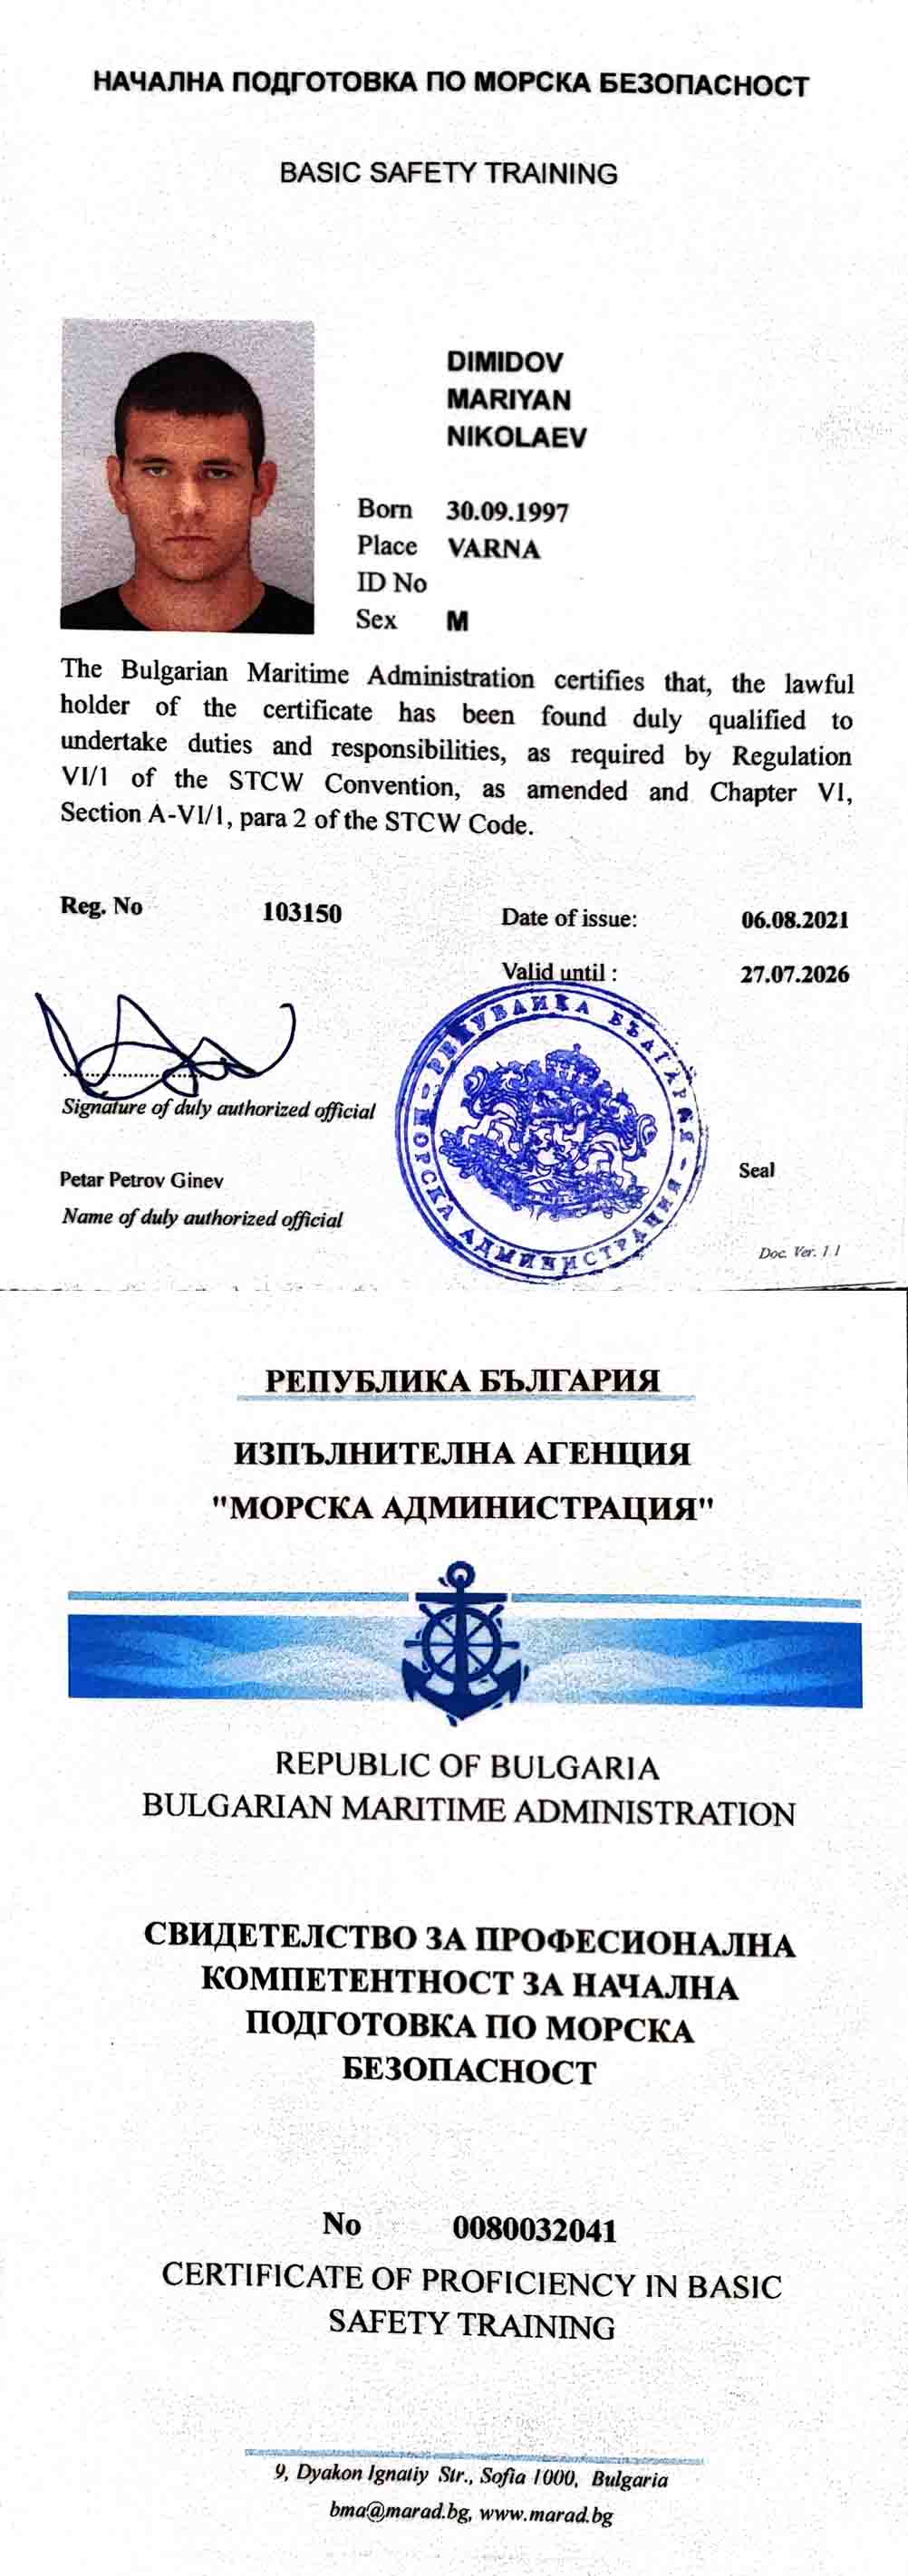 НАЧАЛНА ПОДГОТОВКА ПО МОРСКА БЕЗОПАСНОСТ
BASIC SAFETY TRAINING
DIMIDOV
MARIYAN
NIKOLAEV
Born 30.09.1997
Place VARNA
ID No
Sex M
The Bulgarian Maritime Administration certifies that, the lawful
holder of the certificate has been found duly qualified to
undertake duties and responsibilities, as required by Regulation
VI/1 of the STCW Convention, as amended and Chapter VI,
Section A-VI/1, para 2 of the STCW Code.
Reg. No 103150 Date of issue: 06.08.2021
Valid until : 27.07.2026
РЕПУБЛИКА БЪЛГАРИЯ - МОРСКА АДМИНИСТРАЦИЯ -
Signature of duly authorized official
Seal
Petar Petrov Ginev
Name of duly authorized official
Doc. Ver. 1 1
РЕПУБЛИКА БЪЛГАРИЯ
ИЗПЪЛНИТЕЛНА АГЕНЦИЯ
"МОРСКА АДМИНИСТРАЦИЯ"
REPUBLIC OF BULGARIA
BULGARIAN MARITIME ADMINISTRATION
СВИДЕТЕЛСТВО ЗА ПРОФЕСИОНАЛНА
КОМПЕТЕНТНОСТ ЗА НАЧАЛНА
ПОДГОТОВКА ПО МОРСКА
БЕЗОПАСНОСТ
No 0080032041
CERTIFICATE OF PROFICIENCY IN BASIC
SAFETY TRAINING
9, Dyakon Ignatiy Str., Sofia 1000, Bulgaria
bma@marad.bg, www.marad.bg